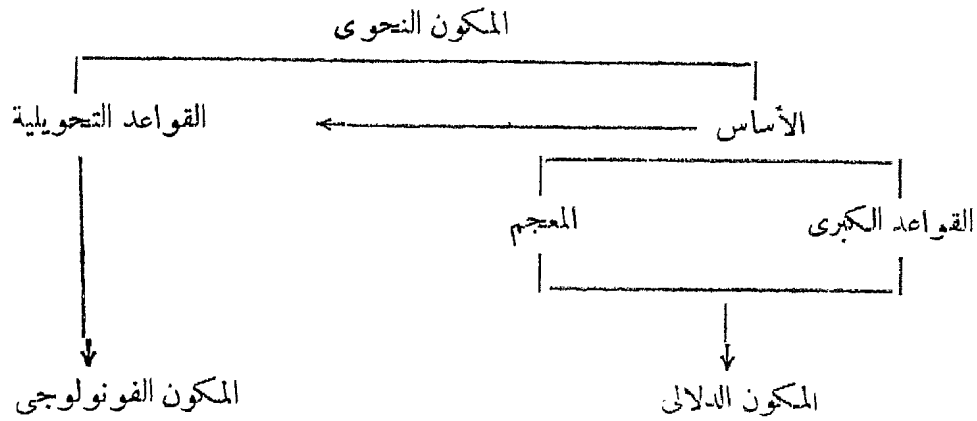 المكون النحوى
الأساس
القواعد التحويلية
القواعد الكبرى
المعجم
المكون الدلالى
المكون الفونولوجى